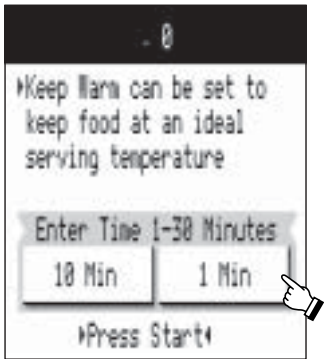 . 0
▸Keep Warm can be set to
keep food at an ideal
serving temperature
Enter Time 1-30 Minutes
10 Min 1 Min
▸Press Start◂